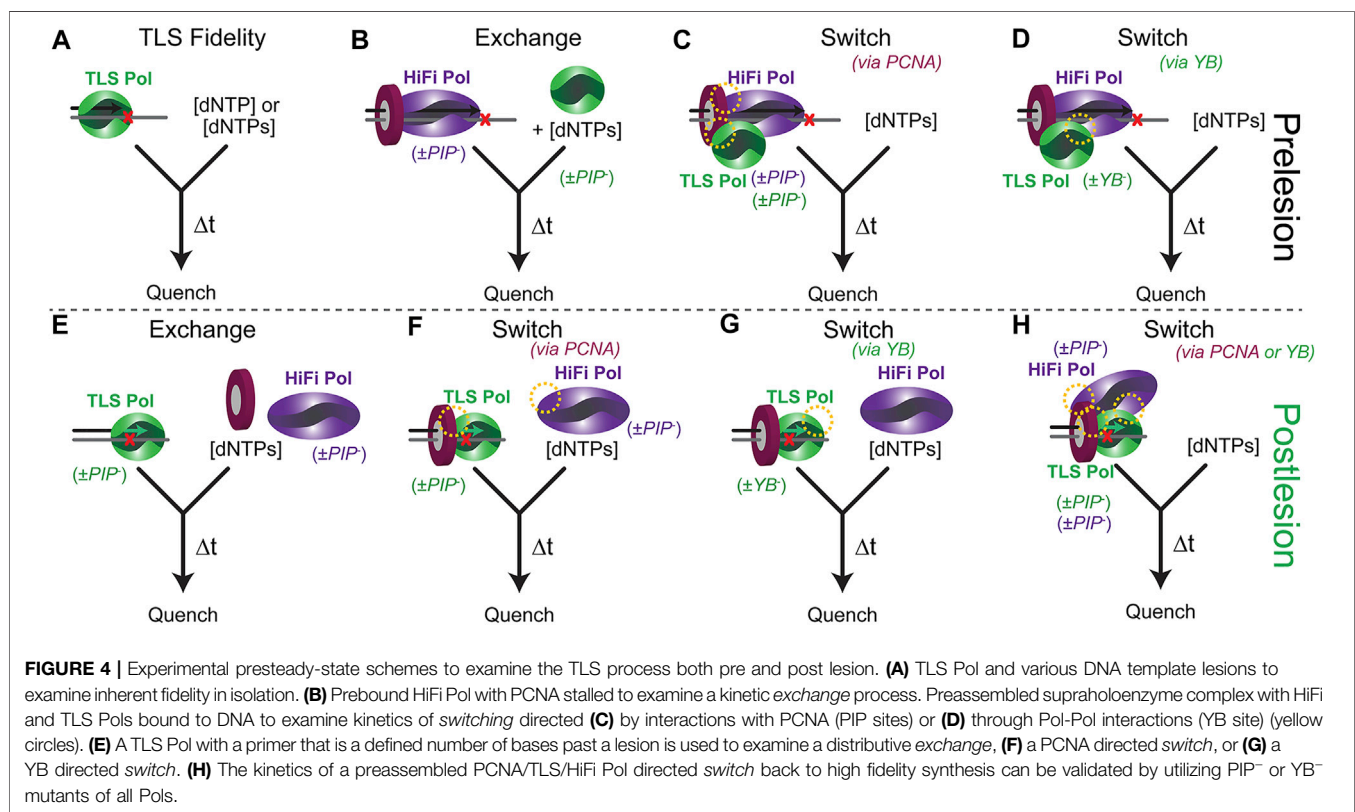 A
TLS Fidelity
TLS Pol
[dNTP] or
[dNTPs]
Δt
Quench
B
Exchange
HiFi Pol
+ [dNTPs]
(±PIP-)
(±PIP-)
Δt
Quench
C
Switch
(via PCNA)
HiFi Pol
[dNTPs]
TLS Pol
(±PIP-)
(±PIP-)
Δt
Quench
D
Switch
(via YB)
HiFi Pol
[dNTPs]
TLS Pol
(±YB-)
Δt
Quench
Prelesion
E
Exchange
HiFi Pol
TLS Pol
[dNTPs]
(±PIP-)
(±PIP-)
Δt
Quench
F
Switch
(via PCNA)
HiFi Pol
TLS Pol
(±PIP-)
[dNTPs]
(±PIP-)
Δt
Quench
G
Switch
(via YB)
HiFi Pol
TLS Pol
[dNTPs]
(±YB-)
Δt
Quench
H
Switch
(via PCNA or YB)
(±PIP-)
HiFi Pol
[dNTPs]
TLS Pol
(±PIP-)
(±PIP-)
Δt
Quench
Postlesion
FIGURE 4 | Experimental presteady-state schemes to examine the TLS process both pre and post lesion. (A) TLS Pol and various DNA template lesions to
examine inherent fidelity in isolation. (B) Prebound HiFi Pol with PCNA stalled to examine a kinetic exchange process. Preassembled supraholoenzyme complex with HiFi
and TLS Pols bound to DNA to examine kinetics of switching directed (C) by interactions with PCNA (PIP sites) or (D) through Pol-Pol interactions (YB site) (yellow
circles). (E) A TLS Pol with a primer that is a defined number of bases past a lesion is used to examine a distributive exchange, (F) a PCNA directed switch, or (G) a
YB directed switch. (H) The kinetics of a preassembled PCNA/TLS/HiFi Pol directed switch back to high fidelity synthesis can be validated by utilizing PIP− or YB−
mutants of all Pols.